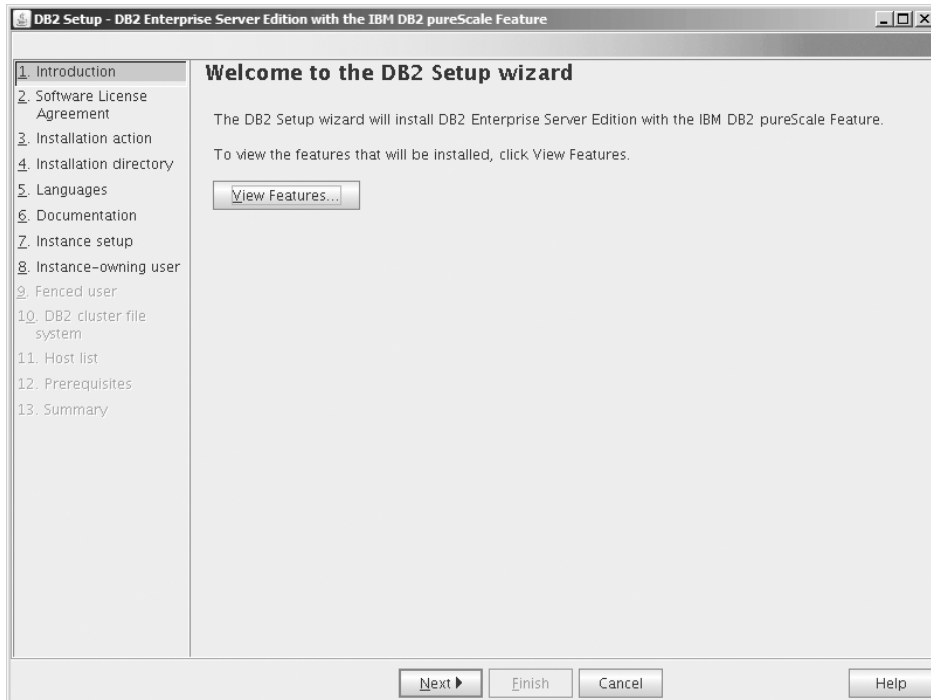 DB2 Setup - DB2 Enterprise Server Edition with the IBM DB2 pureScale Feature
1. Introduction
2. Software License
Agreement
3. Installation action
4. Installation directory
5. Languages
6. Documentation
7. Instance setup
8. Instance-owning user
9. Fenced user
10. DB2 cluster file
system
11. Host list
12. Prerequisites
13. Summary
Welcome to the DB2 Setup wizard
The DB2 Setup wizard will install DB2 Enterprise Server Edition with the IBM DB2 pureScale Feature.
To view the features that will be installed, click View Features.
View Features...
Next
Finish
Cancel
Help